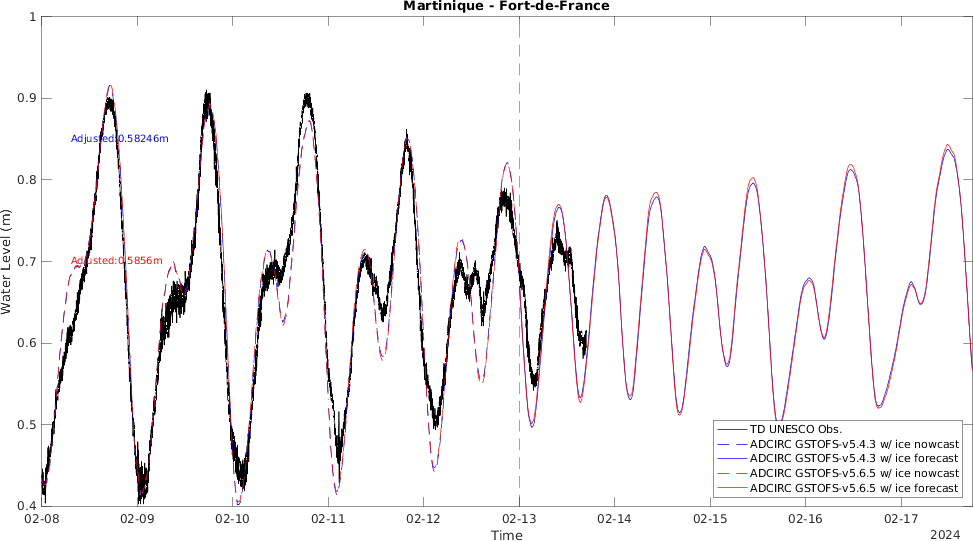 Martinique - Fort-de-France
1
0.9
0.8
0.7
0.6
0.5
0.4
Water Level (m)
Adjusted:0.58246m
Adjusted:0.5856m
TD UNESCO Obs.
ADCIRC GSTOFS-v5.4.3 w/ ice nowcast
ADCIRC GSTOFS-v5.4.3 w/ ice forecast
ADCIRC GSTOFS-v5.6.5 w/ ice nowcast
ADCIRC GSTOFS-v5.6.5 w/ ice forecast
02-08 02-09 02-10 02-11 02-12 02-13 02-14 02-15 02-16 02-17
Time
2024